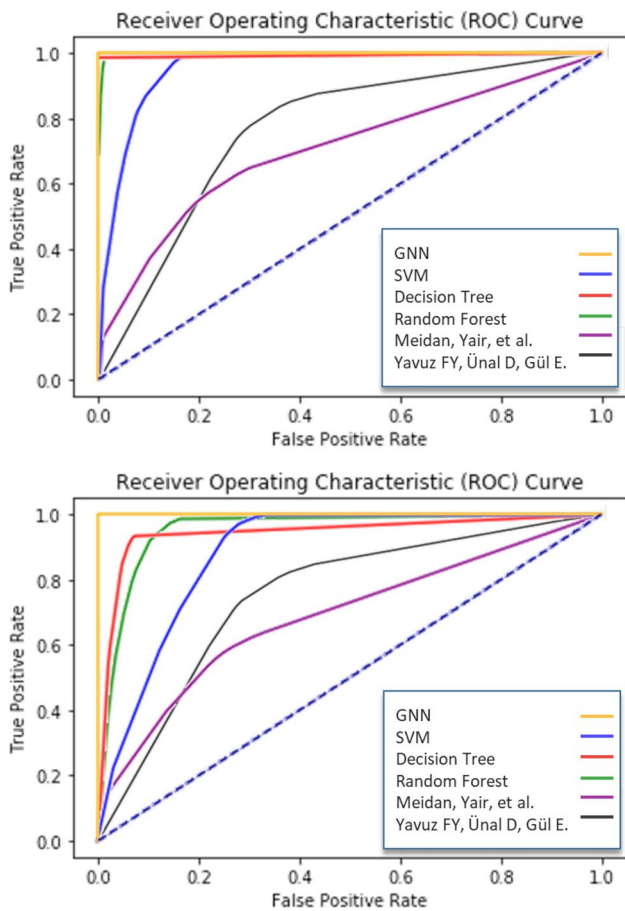 Receiver Operating Characteristic (ROC) Curve
True Positive Rate
1.0
0.8
0.6
0.4
0.2
0.0
GNN
SVM
Decision Tree
Random Forest
Meidan, Yair, et al.
Yavuz FY, Ünal D, Gül E.
0.0 0.2 0.4 0.6 0.8 1.0
False Positive Rate
Receiver Operating Characteristic (ROC) Curve
True Positive Rate
1.0
0.8
0.6
0.4
0.2
0.0
GNN
SVM
Decision Tree
Random Forest
Meidan, Yair, et al.
Yavuz FY, Ünal D, Gül E.
0.0 0.2 0.4 0.6 0.8 1.0
False Positive Rate